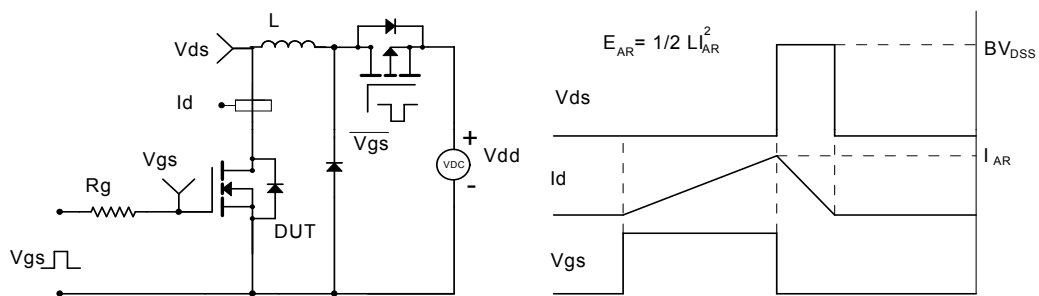 L
Vds
Id
Vgs
Vgs
+
VDC
Vdd
-
Rg
DUT
Vgs
E_AR = 1/2 LI_AR^2
BV_DSS
Vds
I_AR
Id
Vgs